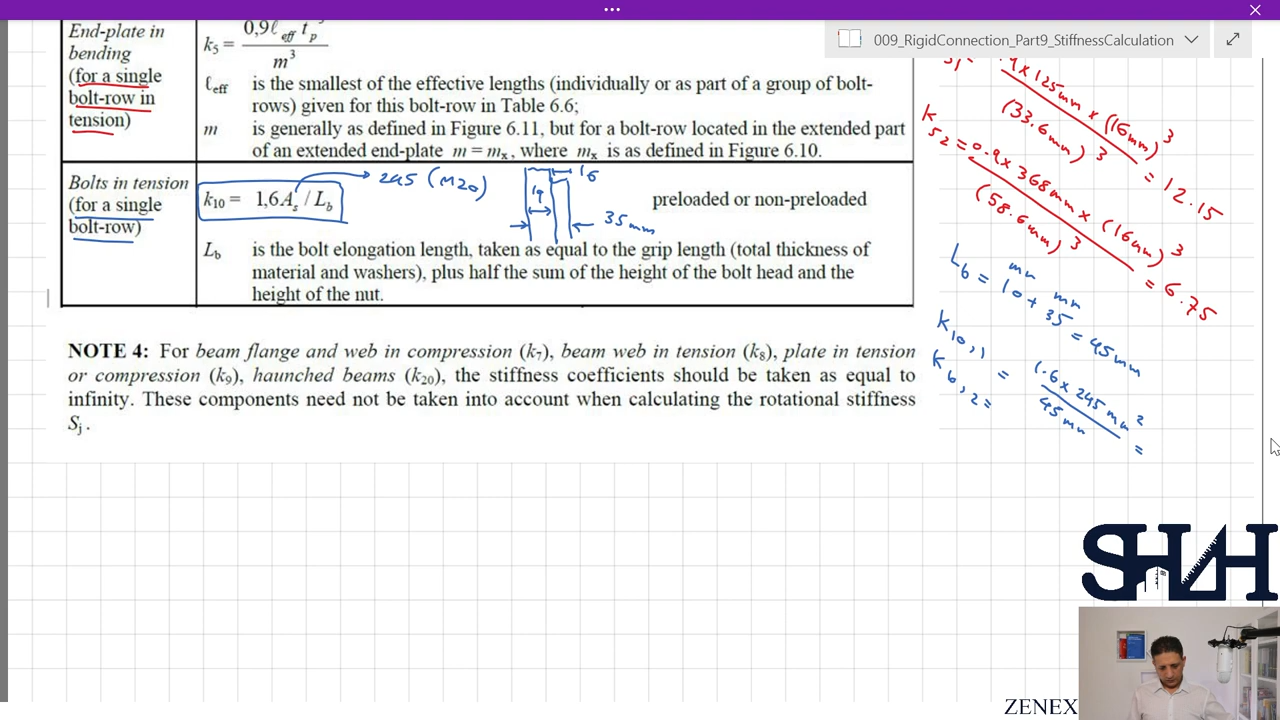 009_RigidConnection_Part9_StiffnessCalculation
End-plate in
bending
(for a single
bolt-row in
tension)
k5 = 0,9ℓeff tp3 / m3
ℓeff is the smallest of the effective lengths (individually or as part of a group of bolt-
rows) given for this bolt-row in Table 6.6;
m is generally as defined in Figure 6.11, but for a bolt-row located in the extended part
of an extended end-plate m = mx, where mx is as defined in Figure 6.10.
Bolts in tension
(for a single
bolt-row)
k10 = 1,6As / Lb
245 (M20)
16
19
35mm
preloaded or non-preloaded
Lb is the bolt elongation length, taken as equal to the grip length (total thickness of
material and washers), plus half the sum of the height of the bolt head and the
height of the nut.
NOTE 4: For beam flange and web in compression (k7), beam web in tension (k8), plate in tension
or compression (k9), haunched beams (k20), the stiffness coefficients should be taken as equal to
infinity. These components need not be taken into account when calculating the rotational stiffness
Sj .
× 125mm × (16mm)3
(33.6mm)3
= 12.15
k52 = 0.9 × 368mm × (16mm)3
(58.6mm)3
= 6.75
Lb = 10mm + 35mm = 45mm
k10,1 =
k6,2 =
1.6 × 245mm2
45mm
=
SHZH
ZENEX